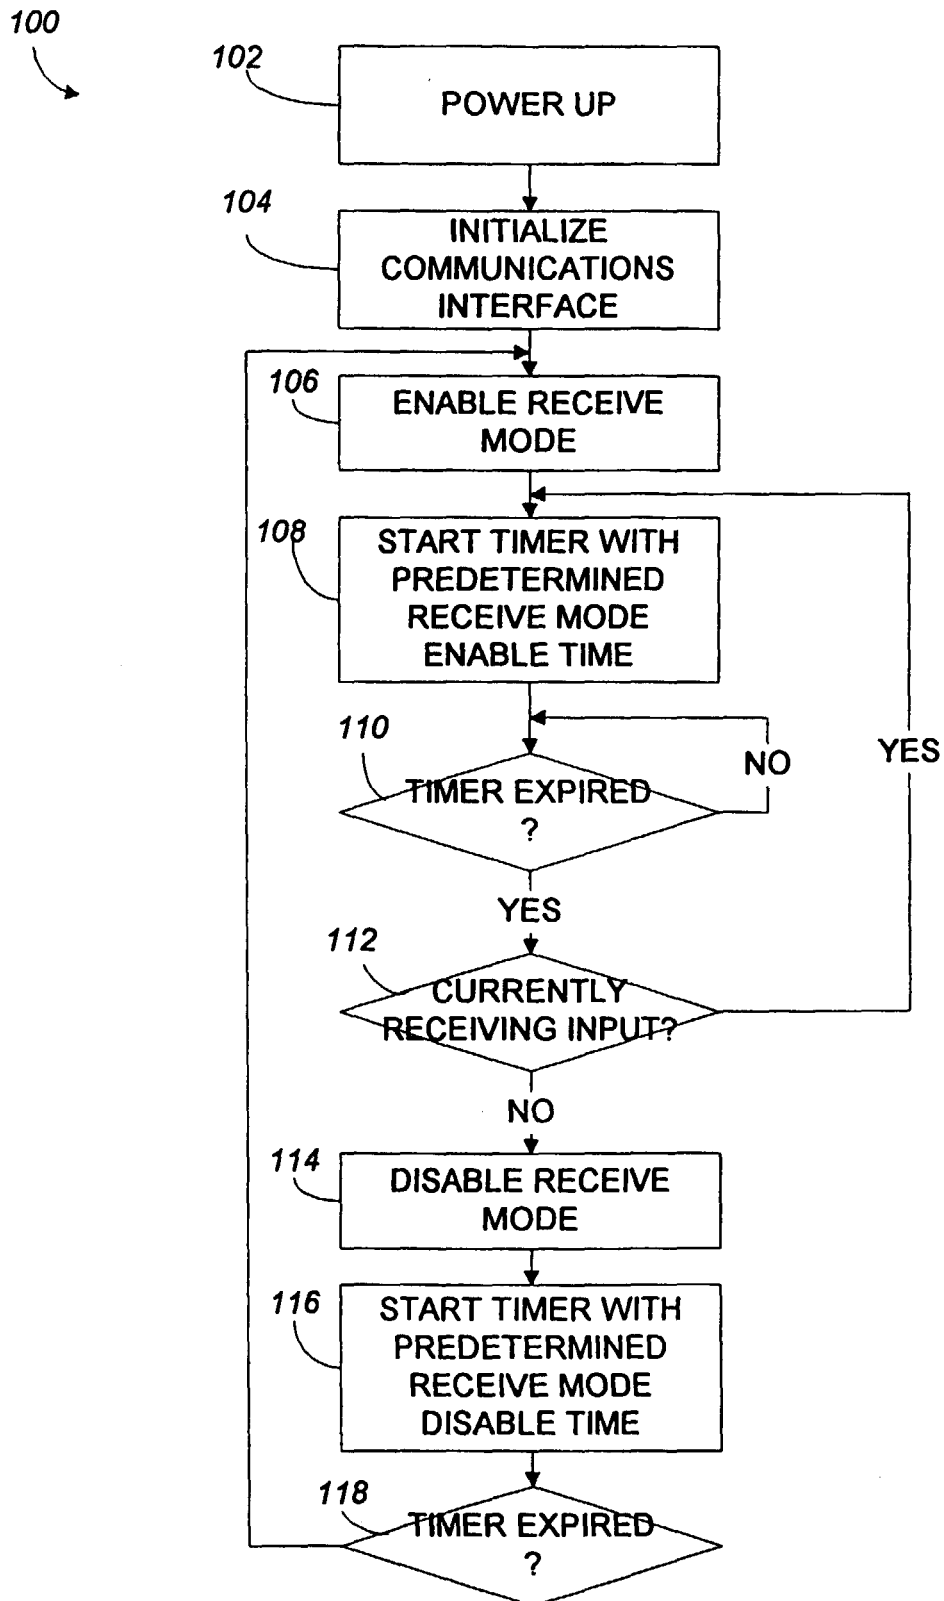 100
102
POWER UP
104
INITIALIZE
COMMUNICATIONS
INTERFACE
106
ENABLE RECEIVE
MODE
108
START TIMER WITH
PREDETERMINED
RECEIVE MODE
ENABLE TIME
110
TIMER EXPIRED
?
NO
YES
YES
112
CURRENTLY
RECEIVING INPUT?
NO
114
DISABLE RECEIVE
MODE
116
START TIMER WITH
PREDETERMINED
RECEIVE MODE
DISABLE TIME
118
TIMER EXPIRED
?